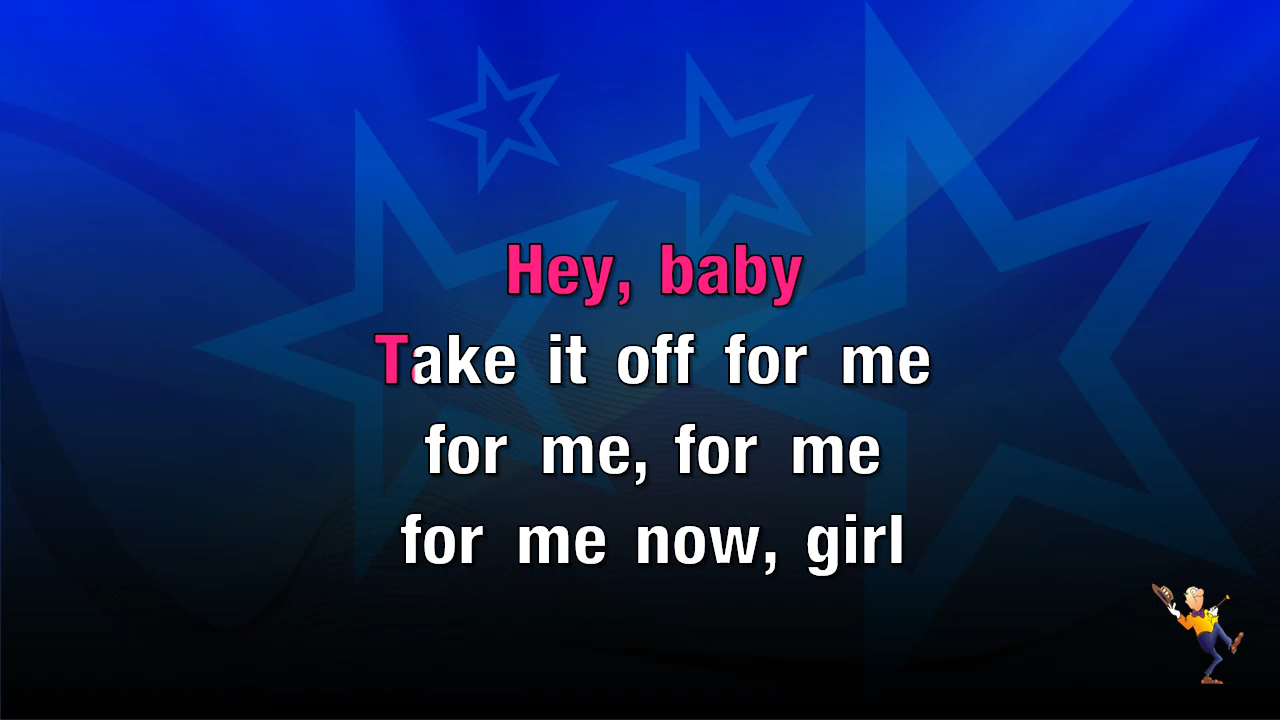 Hey, baby
Take it off for me
for me, for me
for me now, girl